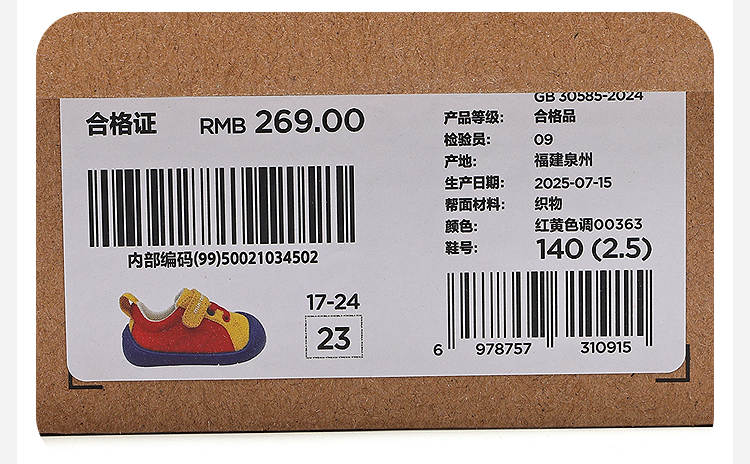 合格证 RMB 269.00
内部编码(99)50021034502
17-24
23
GB 30585-2024
产品等级: 合格品
检验员: 09
产地: 福建泉州
生产日期: 2025-07-15
帮面材料: 织物
颜色: 红黄色调00363
鞋号: 140 (2.5)
6 978757 310915